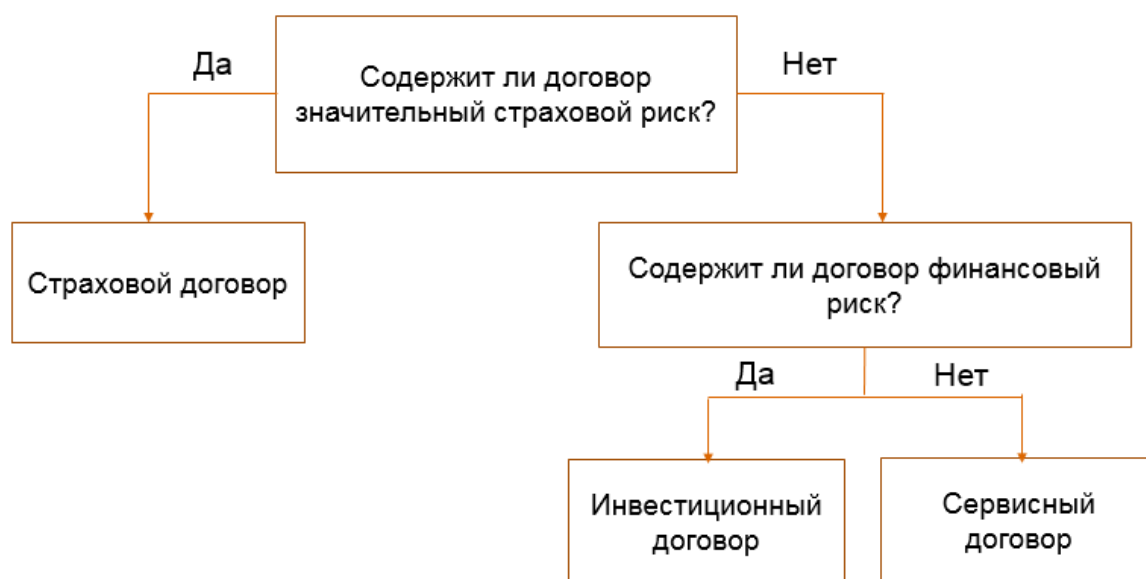 Да
Нет
Содержит ли договор
значительный страховой риск?
Страховой договор
Содержит ли договор финансовый
риск?
Да
Нет
Инвестиционный
договор
Сервисный
договор